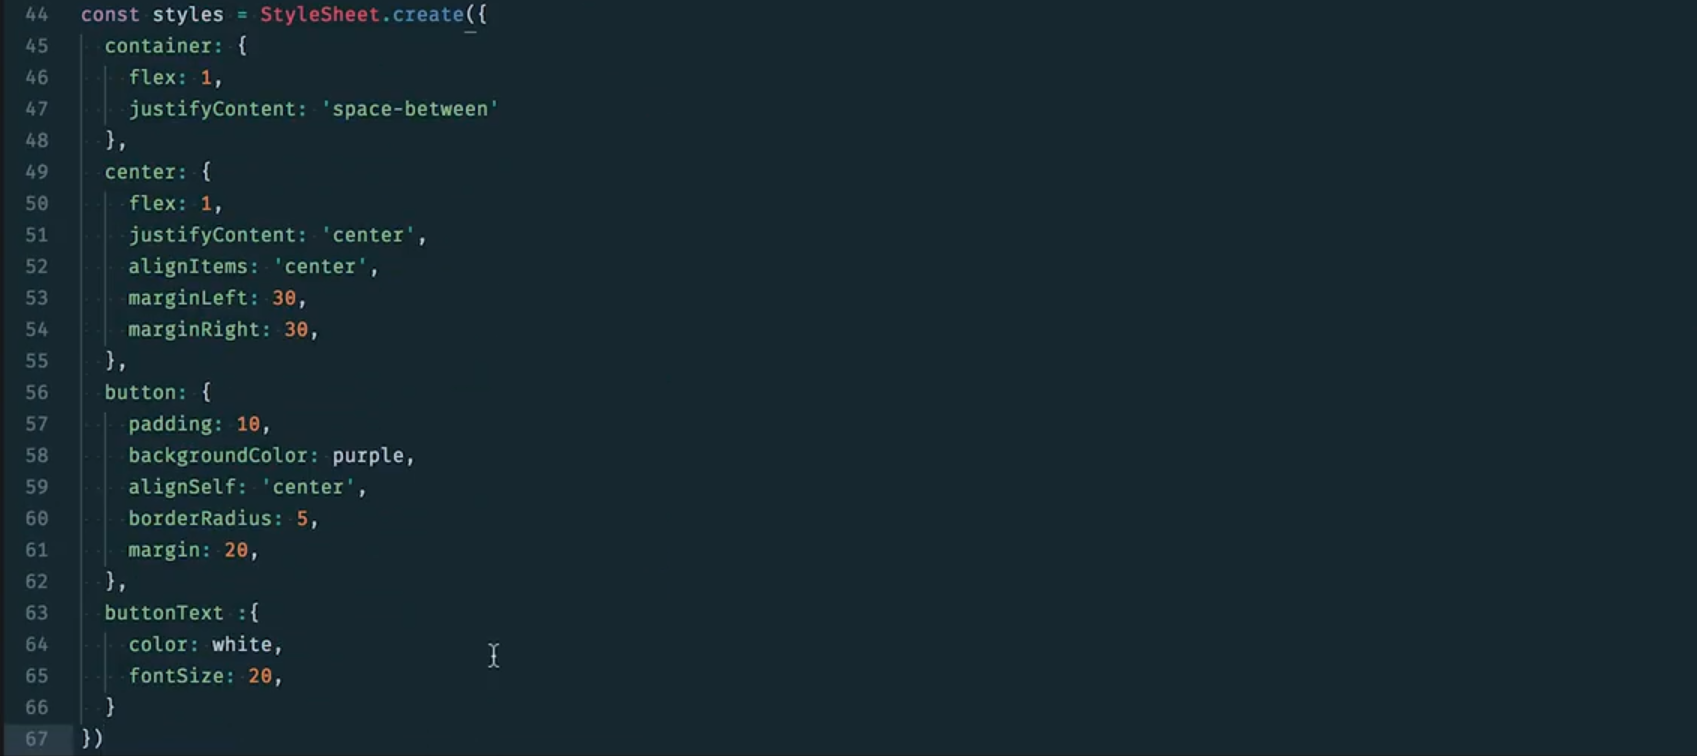 44 const styles = StyleSheet.create({
45   container: {
46     flex: 1,
47     justifyContent: 'space-between'
48   },
49   center: {
50     flex: 1,
51     justifyContent: 'center',
52     alignItems: 'center',
53     marginLeft: 30,
54     marginRight: 30,
55   },
56   button: {
57     padding: 10,
58     backgroundColor: purple,
59     alignSelf: 'center',
60     borderRadius: 5,
61     margin: 20,
62   },
63   buttonText :{
64     color: white,
65     fontSize: 20,
66   }
67 })